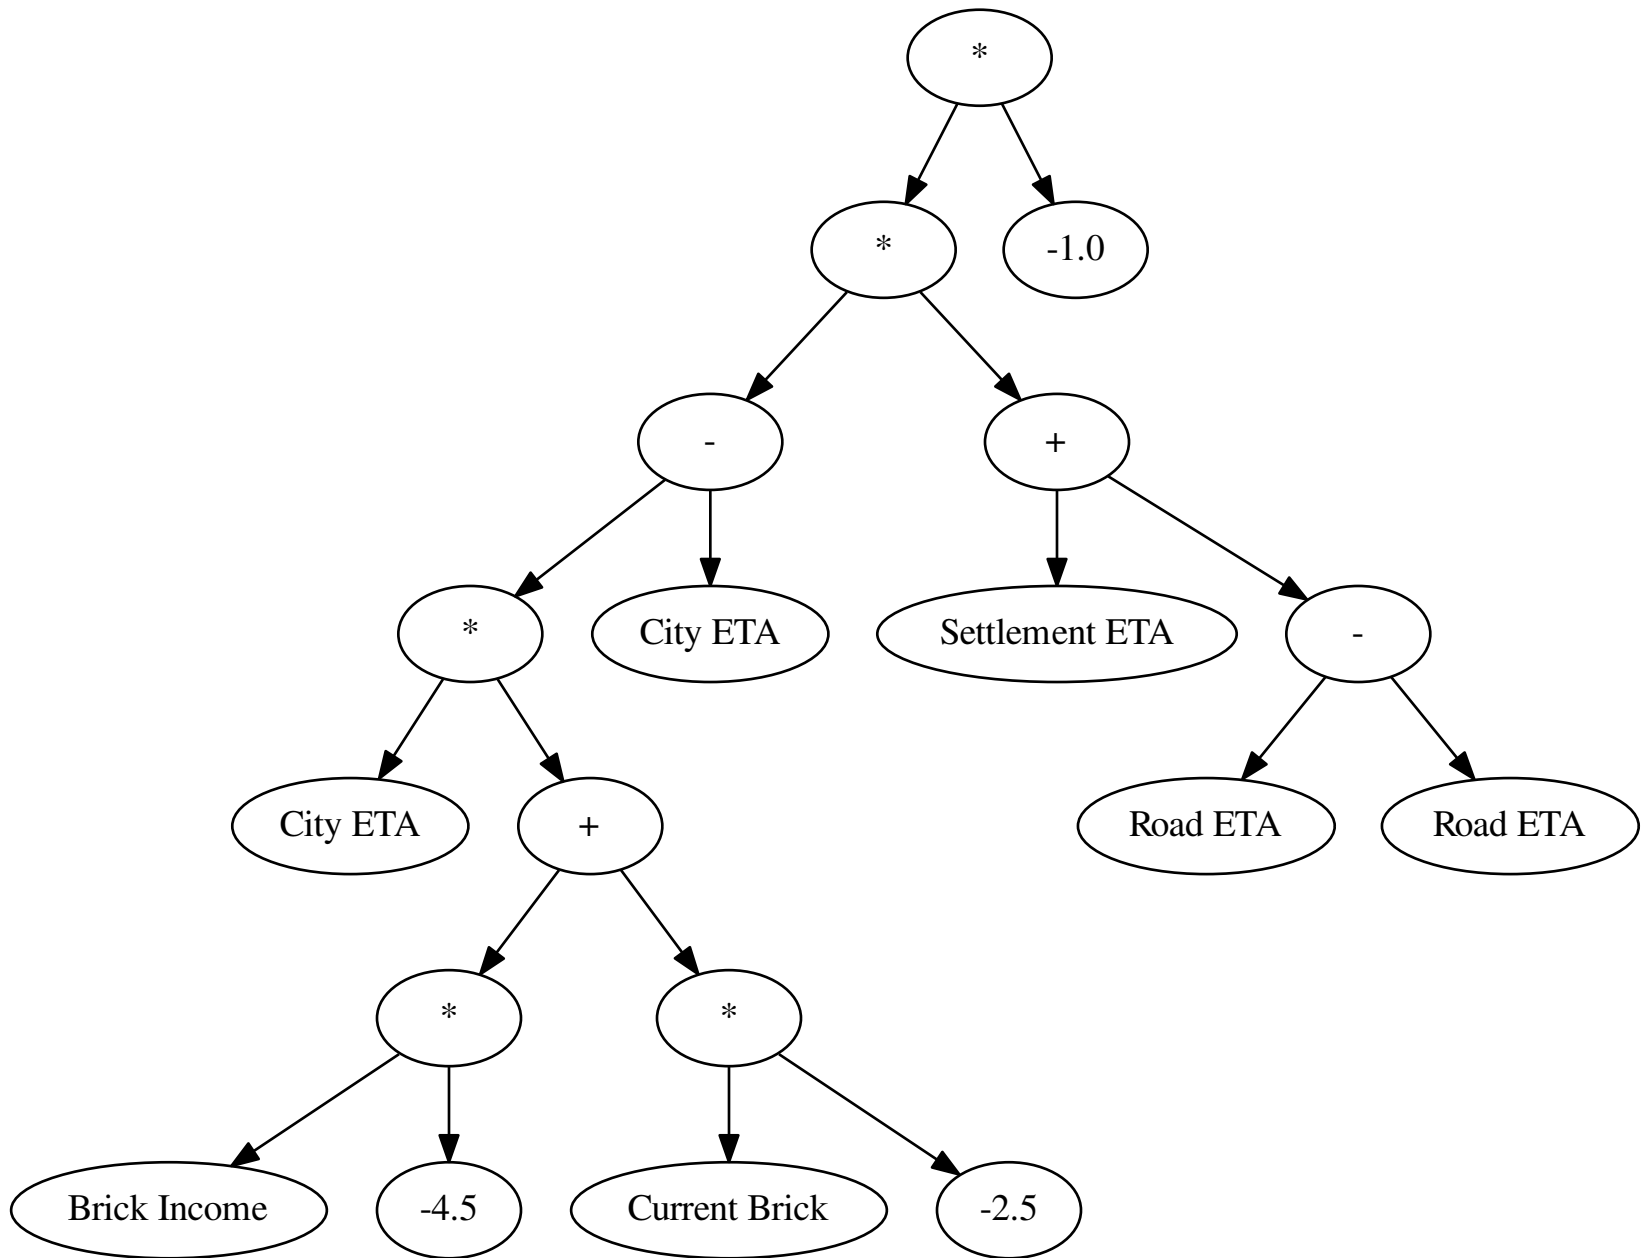 *
*
-1.0
-
+
*
City ETA
Settlement ETA
-
City ETA
+
Road ETA
Road ETA
*
*
Brick Income
-4.5
Current Brick
-2.5